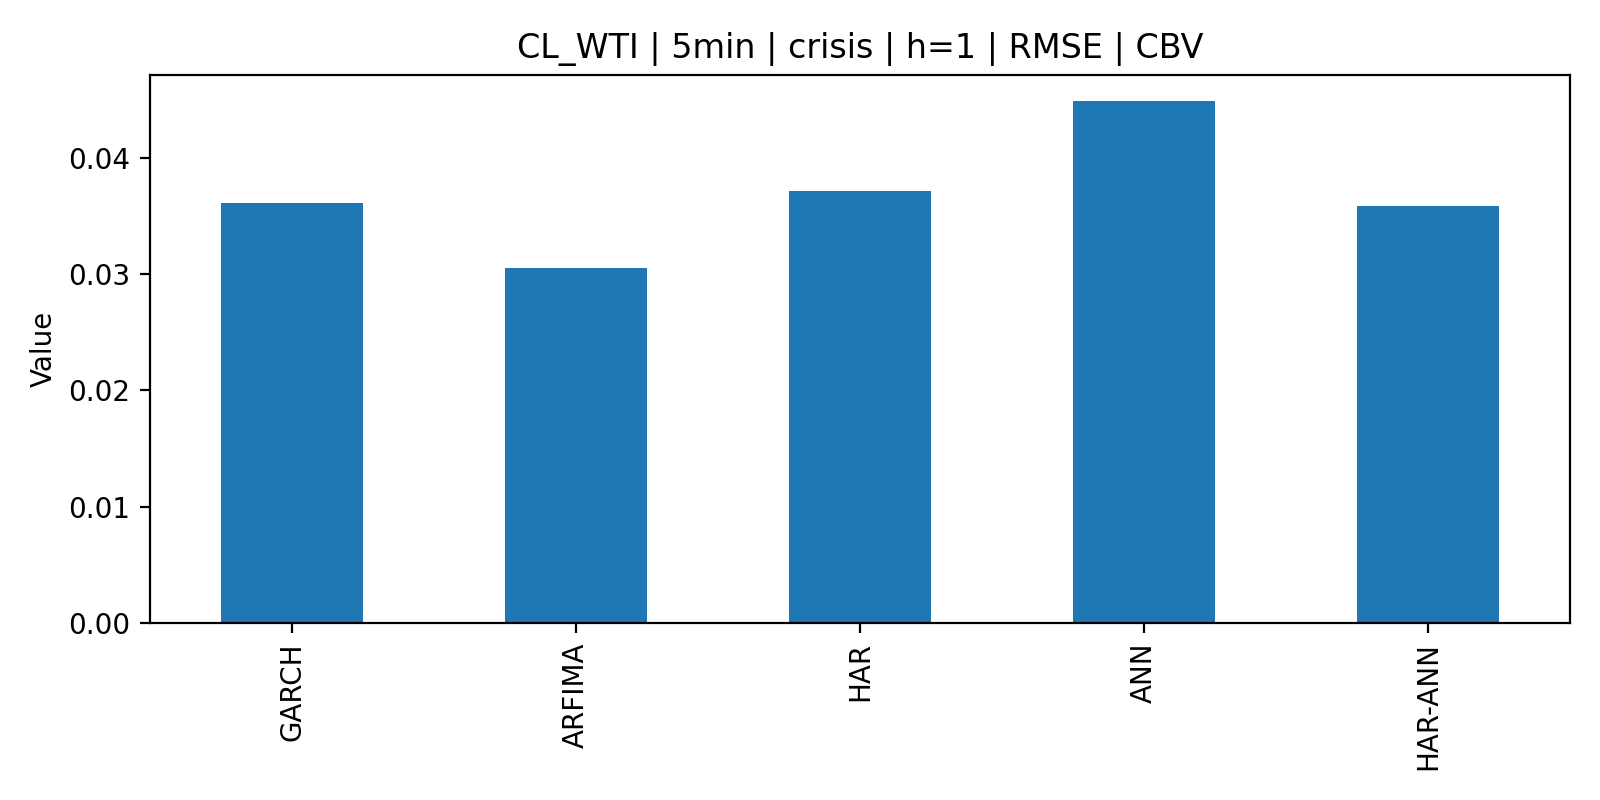 CL_WTI | 5min | crisis | h=1 | RMSE | CBV
Value
0.04
0.03
0.02
0.01
0.00
GARCH
ARFIMA
HAR
ANN
HAR-ANN